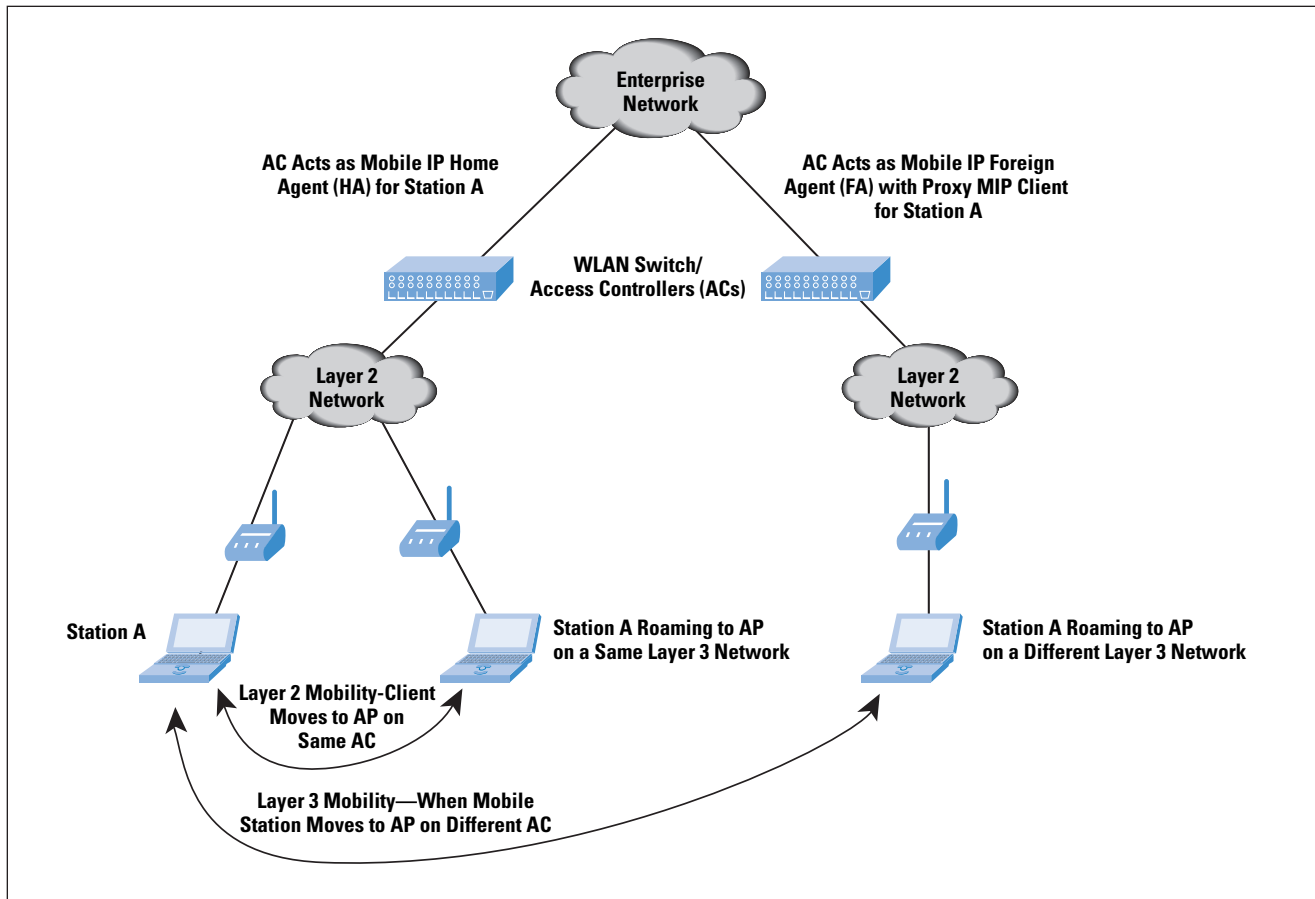 Enterprise
Network
AC Acts as Mobile IP Home
Agent (HA) for Station A
AC Acts as Mobile IP Foreign
Agent (FA) with Proxy MIP Client
for Station A
WLAN Switch/
Access Controllers (ACs)
Layer 2
Network
Layer 2
Network
Station A
Station A Roaming to AP
on a Same Layer 3 Network
Station A Roaming to AP
on a Different Layer 3 Network
Layer 2 Mobility-Client
Moves to AP on
Same AC
Layer 3 Mobility—When Mobile
Station Moves to AP on Different AC